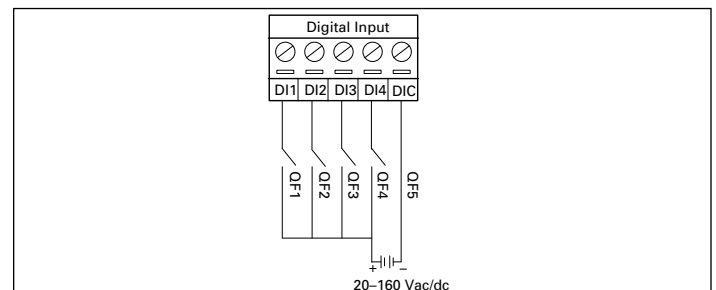 Digital Input
DI1 DI2 DI3 DI4 DIC
QF1 QF2 QF3 QF4 QF5
+ −
20–160 Vac/dc